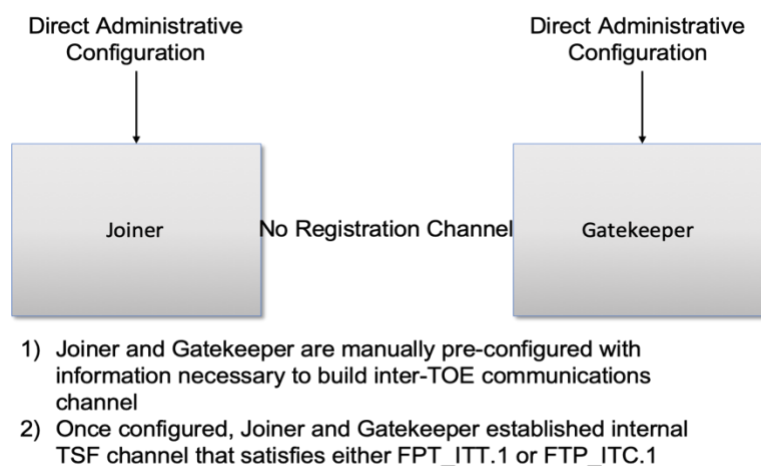 Direct Administrative
Configuration
Direct Administrative
Configuration
Joiner
No Registration Channel
Gatekeeper
1) Joiner and Gatekeeper are manually pre-configured with
information necessary to build inter-TOE communications
channel
2) Once configured, Joiner and Gatekeeper established internal
TSF channel that satisfies either FPT_ITT.1 or FTP_ITC.1